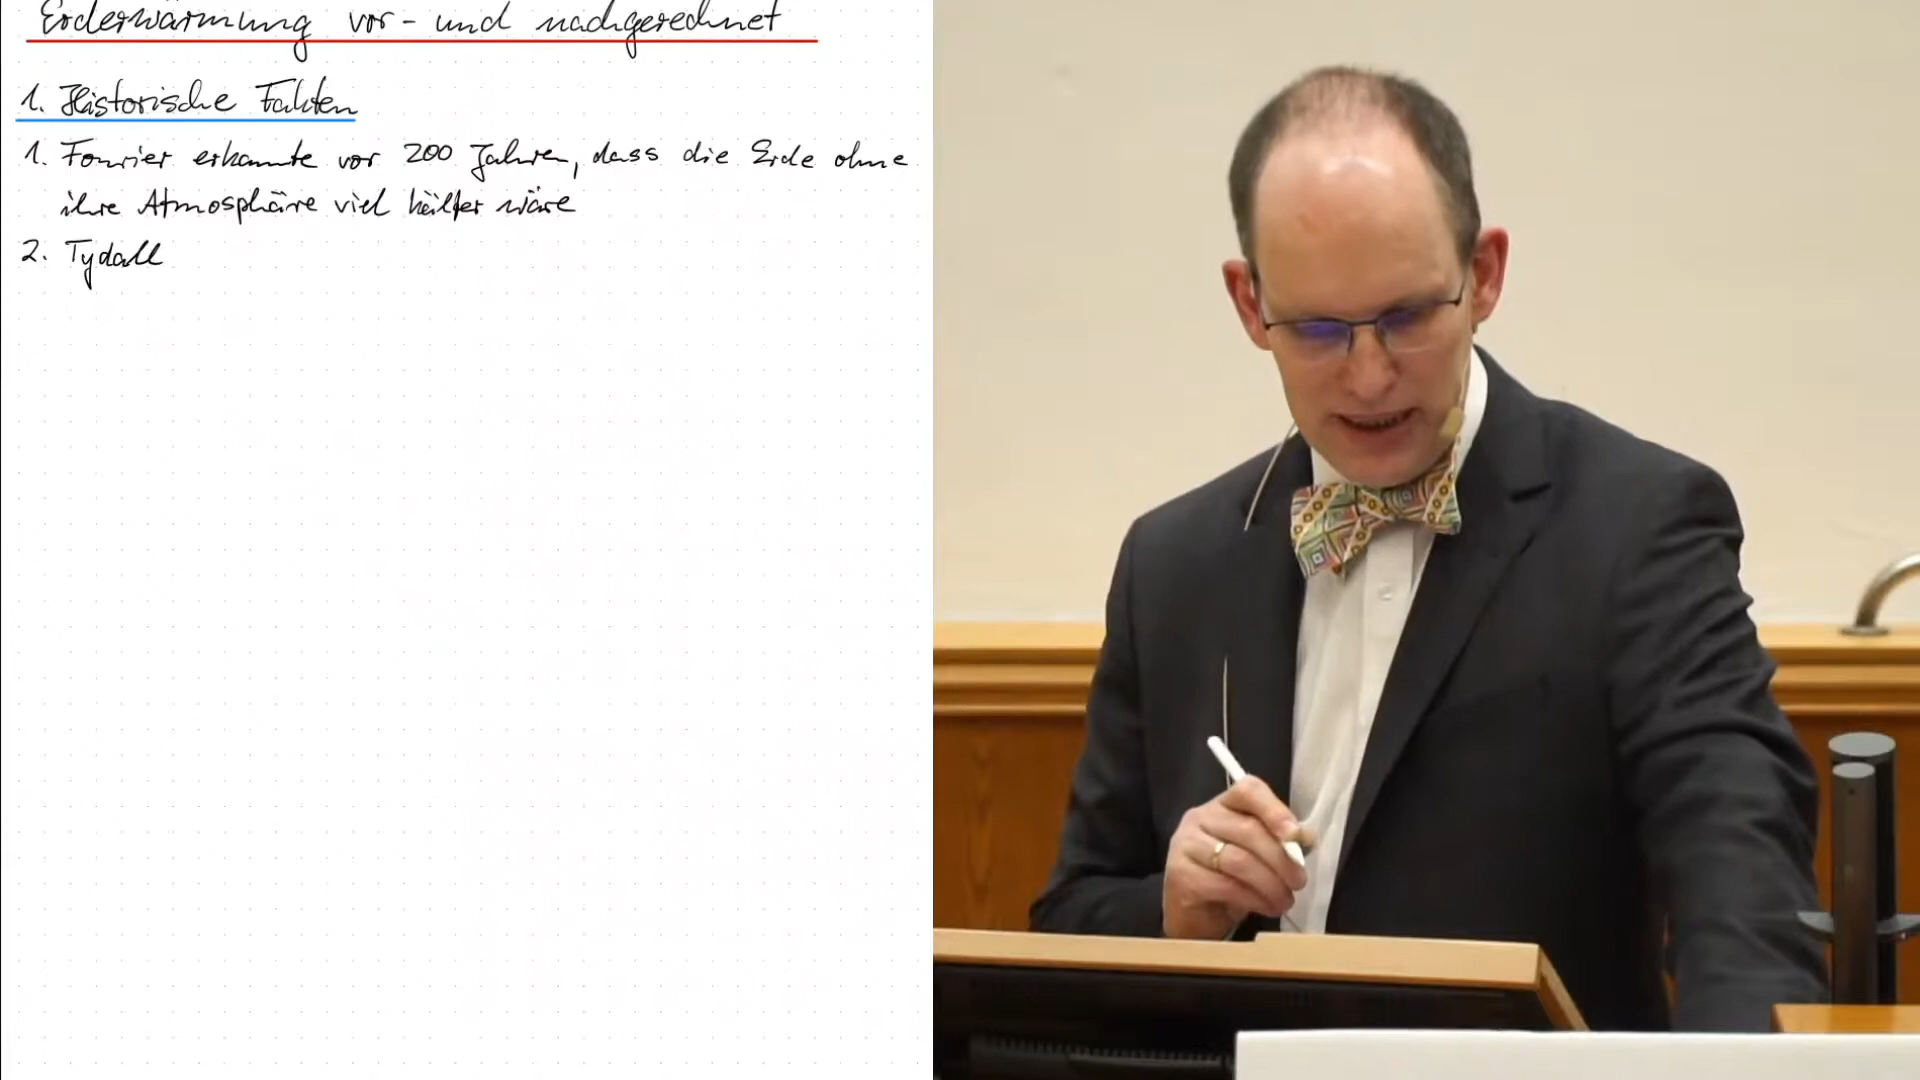 Erderwärmung vor- und nachgerechnet
1. Historische Fakten
1. Fourier erkannte vor 200 Jahren, dass die Erde ohne
ihre Atmosphäre viel kälter wäre
2. Tydall